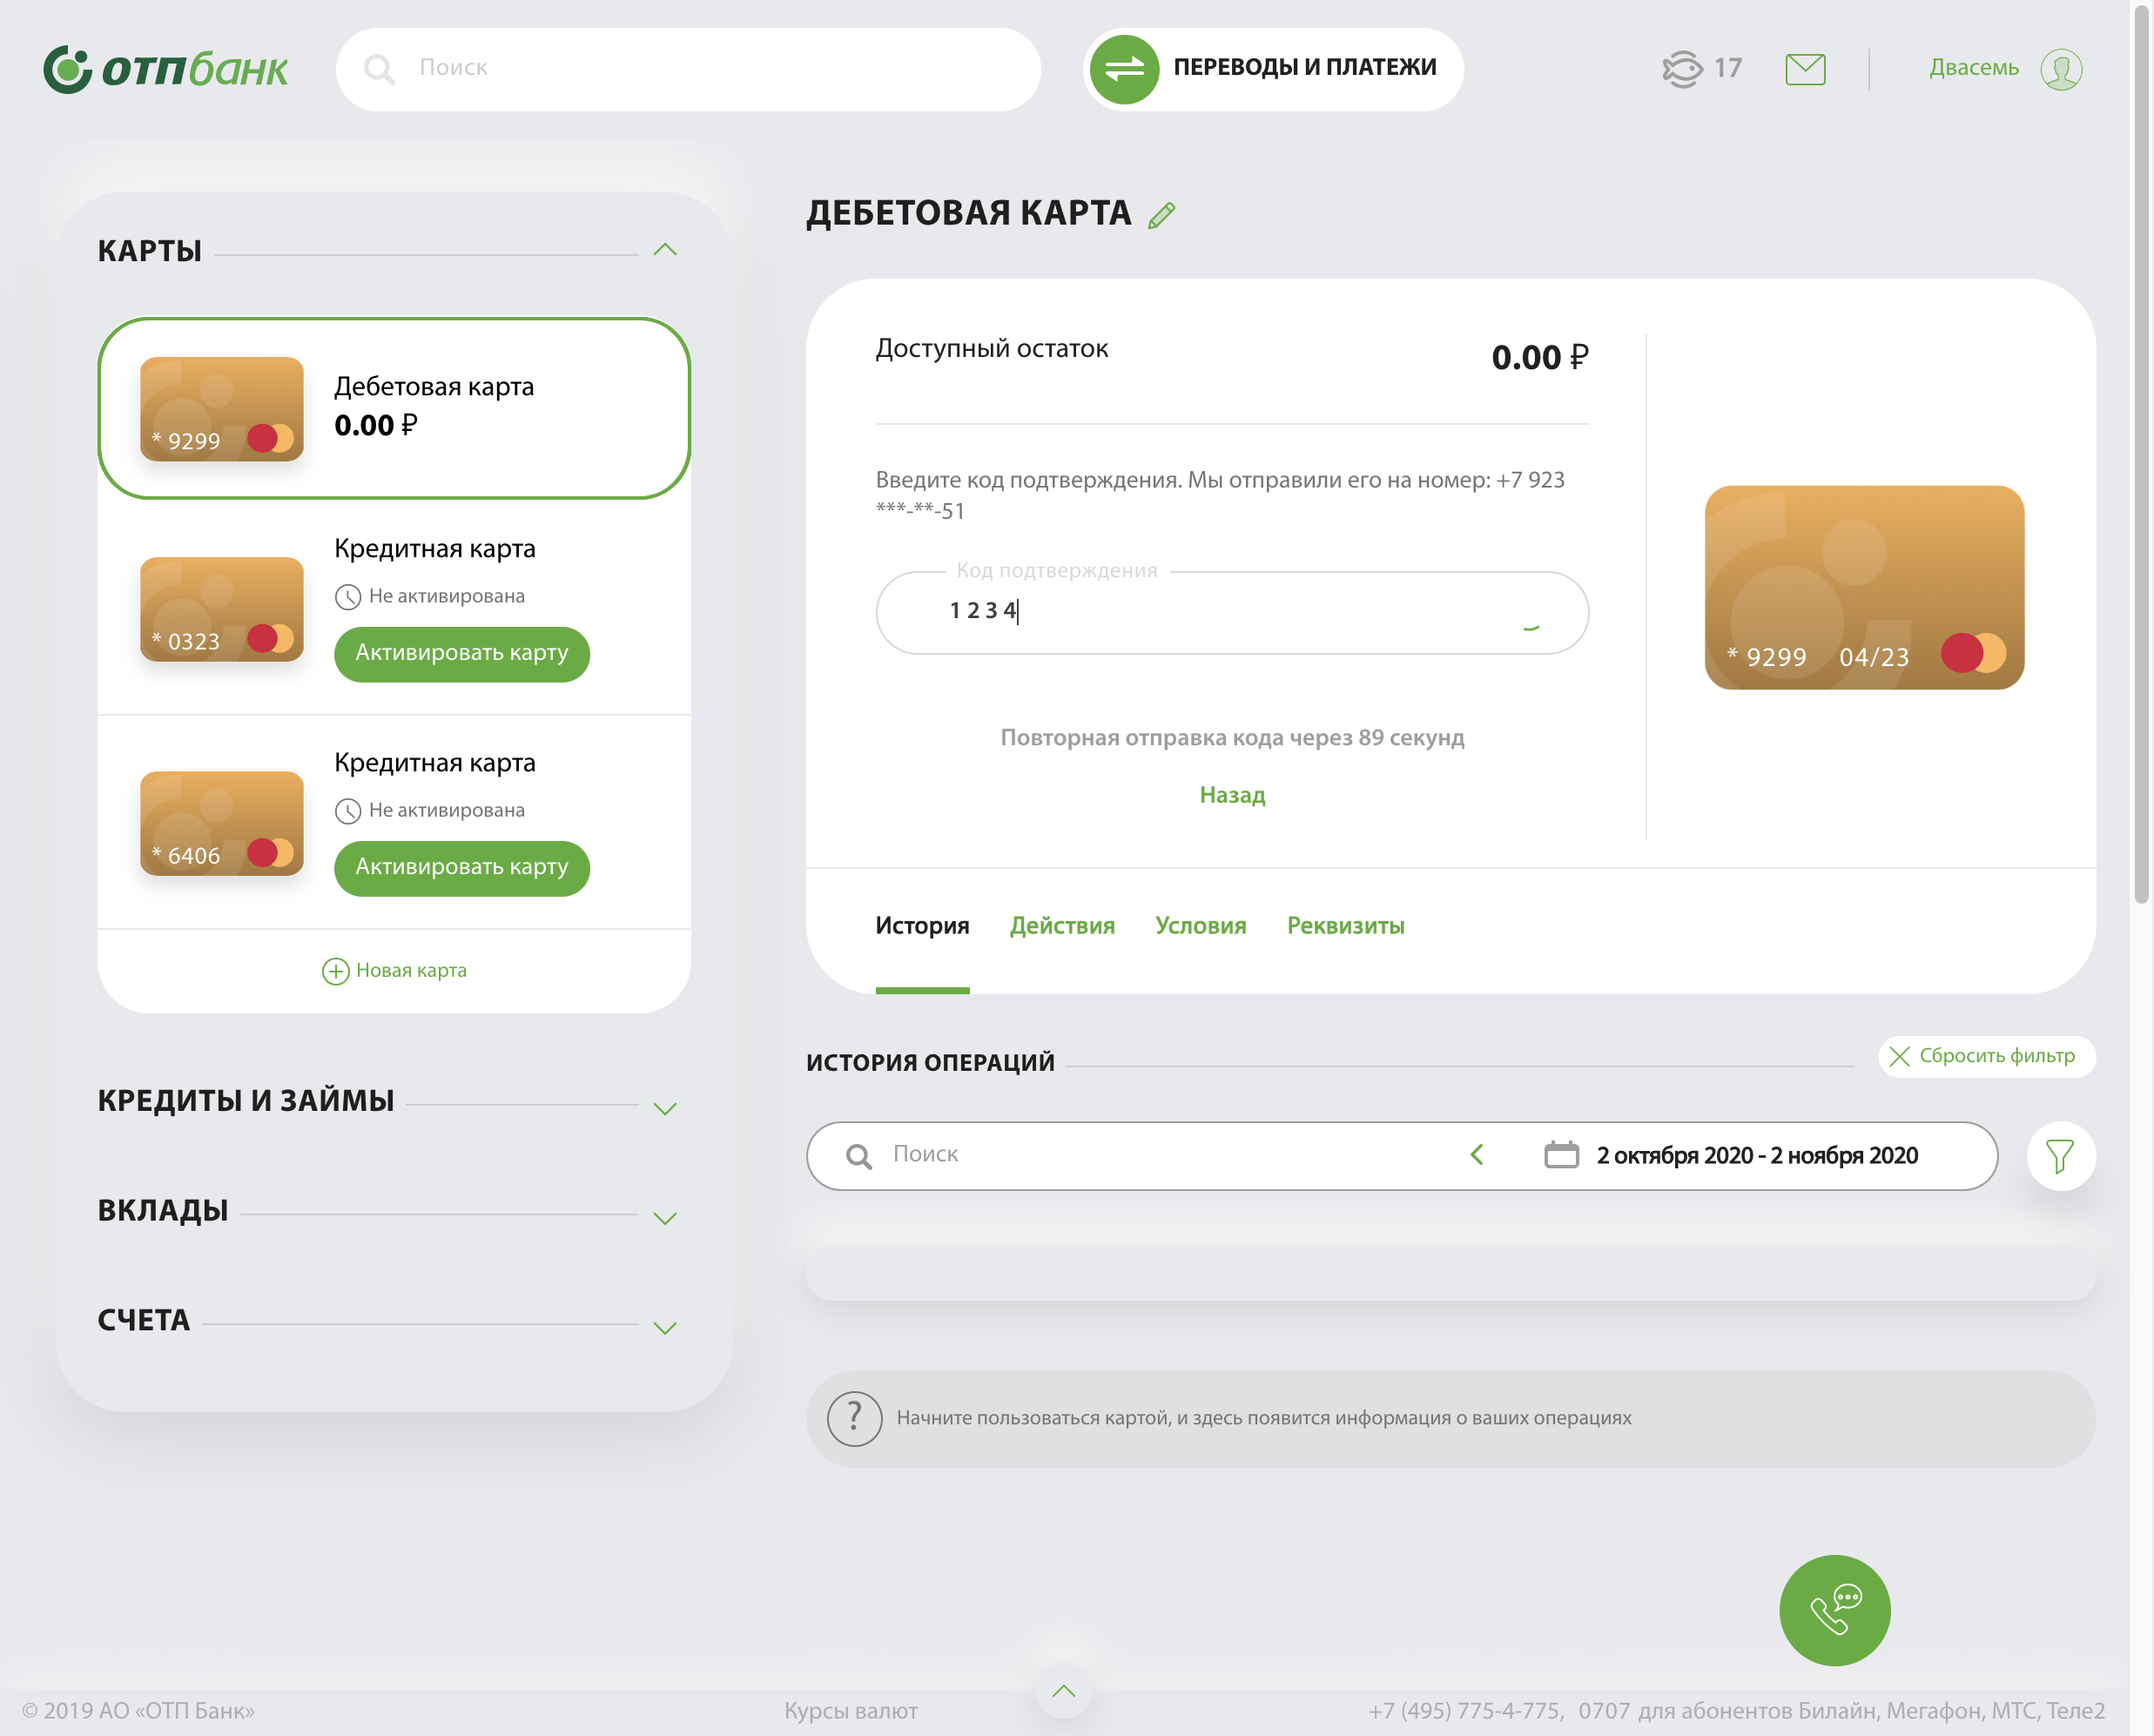 отпбанк
Поиск
ПЕРЕВОДЫ И ПЛАТЕЖИ
17
Двасемь
КАРТЫ
* 9299
Дебетовая карта
0.00 ₽
* 0323
Кредитная карта
Не активирована
Активировать карту
* 6406
Кредитная карта
Не активирована
Активировать карту
Новая карта
КРЕДИТЫ И ЗАЙМЫ
ВКЛАДЫ
СЧЕТА
ДЕБЕТОВАЯ КАРТА
Доступный остаток
0.00 ₽
Введите код подтверждения. Мы отправили его на номер: +7 923
***-**-51
Код подтверждения
1 2 3 4
Повторная отправка кода через 89 секунд
Назад
* 9299 04/23
История
Действия
Условия
Реквизиты
ИСТОРИЯ ОПЕРАЦИЙ
Сбросить фильтр
Поиск
2 октября 2020 - 2 ноября 2020
?
Начните пользоваться картой, и здесь появится информация о ваших операциях
© 2019 АО «ОТП Банк»
Курсы валют
+7 (495) 775-4-775, 0707 для абонентов Билайн, Мегафон, МТС, Теле2